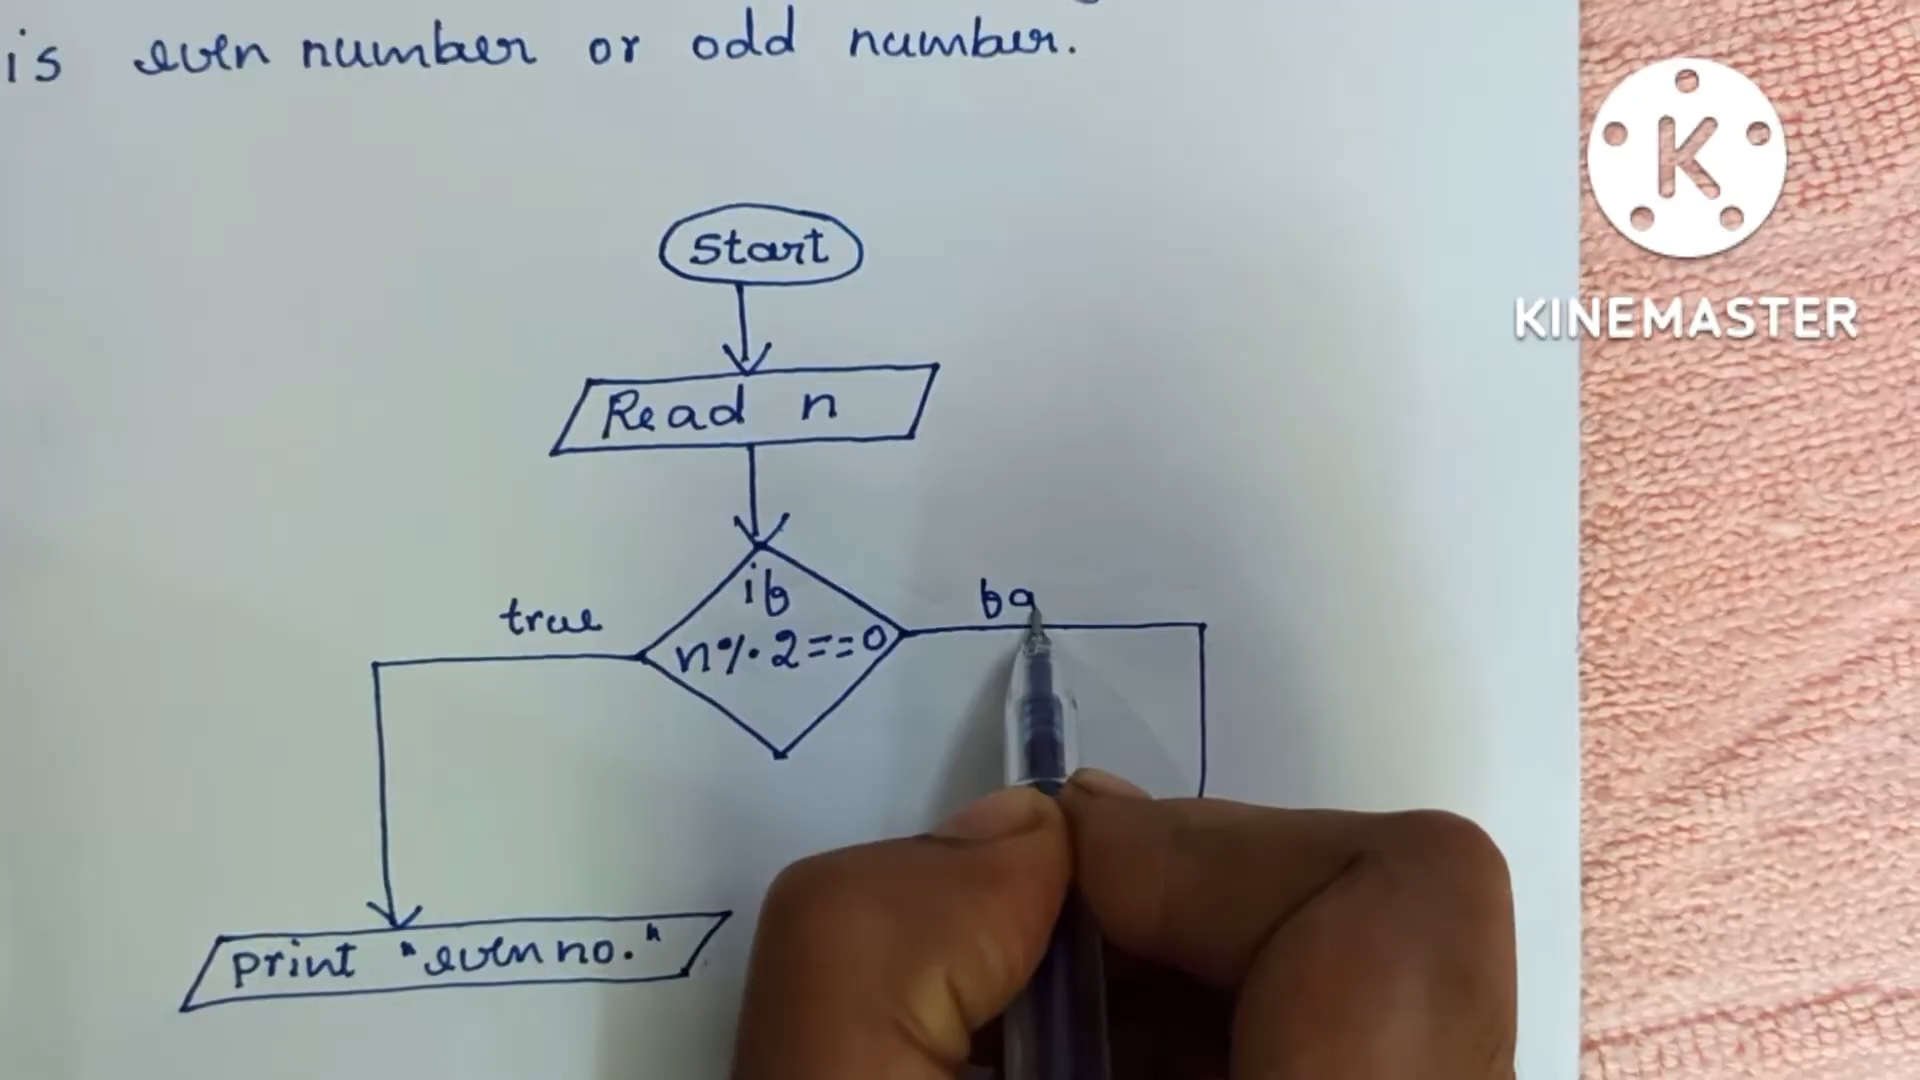 is even number or odd number.
K
KINEMASTER
Start
Read n
if
n%2==0
true
fa
print "even no."